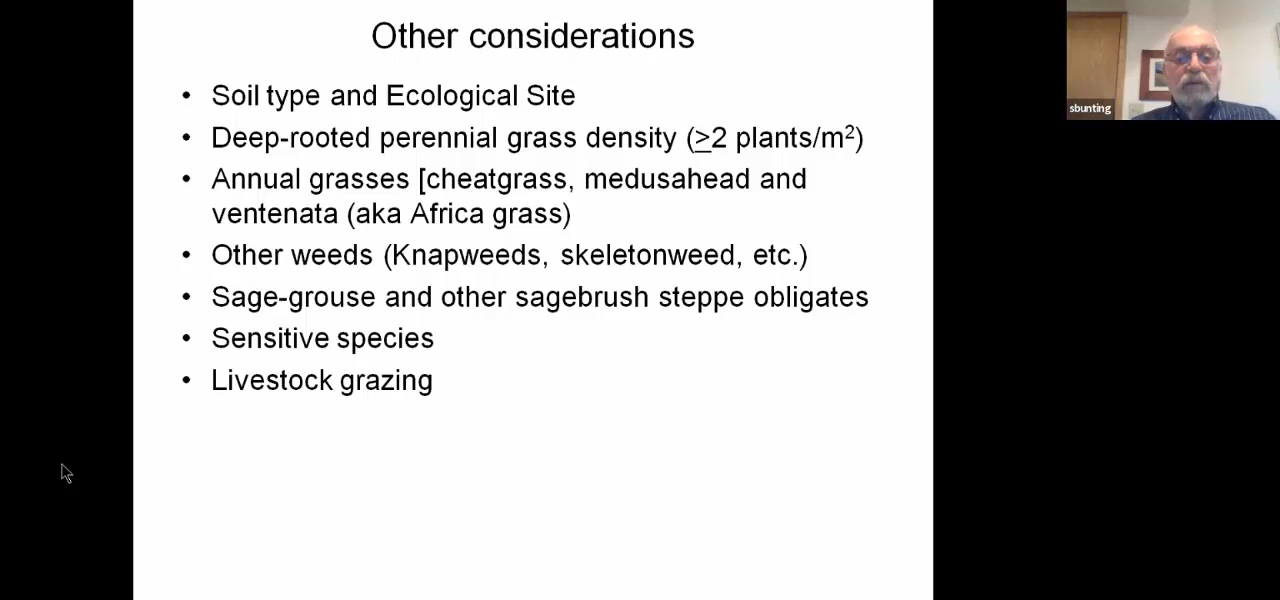 Other considerations
• Soil type and Ecological Site
• Deep-rooted perennial grass density (≥2 plants/m²)
• Annual grasses [cheatgrass, medusahead and
ventenata (aka Africa grass)
• Other weeds (Knapweeds, skeletonweed, etc.)
• Sage-grouse and other sagebrush steppe obligates
• Sensitive species
• Livestock grazing
sbunting